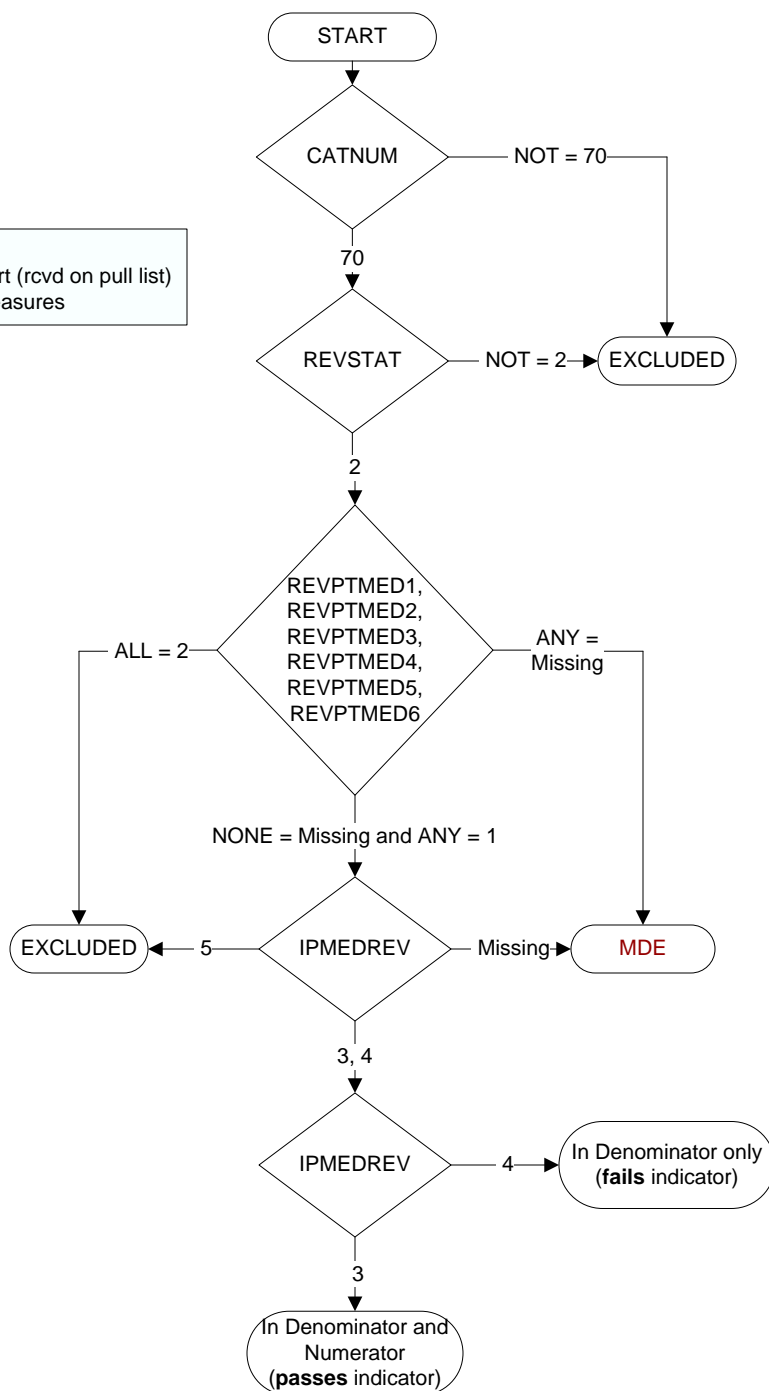 START
CATNUM
NOT = 70
rt (rcvd on pull list)
easures
70
REVSTAT
NOT = 2
EXCLUDED
2
REVPTMED1,
REVPTMED2,
REVPTMED3,
REVPTMED4,
REVPTMED5,
REVPTMED6
ALL = 2
ANY =
Missing
NONE = Missing and ANY = 1
EXCLUDED
5
IPMEDREV
Missing
MDE
3, 4
IPMEDREV
4
In Denominator only
(fails indicator)
3
In Denominator and
Numerator
(passes indicator)